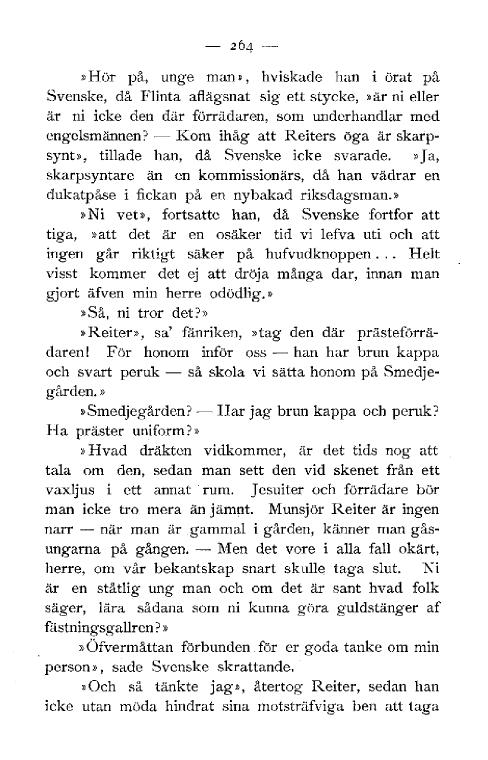 — 264 —
»Hör på, unge man», hviskade han i örat på
Svenske, då Flinta aflägsnat sig ett stycke, »är ni eller
är ni icke den där förrädaren, som underhandlar med
engelsmännen? — Kom ihåg att Reiters öga är skarp-
synt», tillade han, då Svenske icke svarade. »Ja,
skarpsyntare än en kommissionärs, då han vädrar en
dukatpåse i fickan på en nybakad riksdagsman.»
»Ni vet», fortsatte han, då Svenske fortfor att
tiga, »att det är en osäker tid vi lefva uti och att
ingen går riktigt säker på hufvudknoppen... Helt
visst kommer det ej att dröja många dar, innan man
gjort äfven min herre odödlig.»
»Så, ni tror det?»
»Reiter», sa' fänriken, »tag den där prästeförrä-
daren! För honom inför oss — han har brun kappa
och svart peruk — så skola vi sätta honom på Smedje-
gården.»
»Smedjegården? — Har jag brun kappa och peruk?
Ha präster uniform?»
»Hvad dräkten vidkommer, är det tids nog att
tala om den, sedan man sett den vid skenet från ett
vaxljus i ett annat rum. Jesuiter och förrädare bör
man icke tro mera än jämnt. Munsjör Reiter är ingen
narr — när man är gammal i gården, känner man gås-
ungarna på gången. — Men det vore i alla fall okärt,
herre, om vår bekantskap snart skulle taga slut. Ni
är en ståtlig ung man och om det är sant hvad folk
säger, lära sådana som ni kunna göra guldstänger af
fästningsgallren?»
»Öfvermåttan förbunden för er goda tanke om min
person», sade Svenske skrattande.
»Och så tänkte jag», återtog Reiter, sedan han
icke utan möda hindrat sina motsträfviga ben att taga